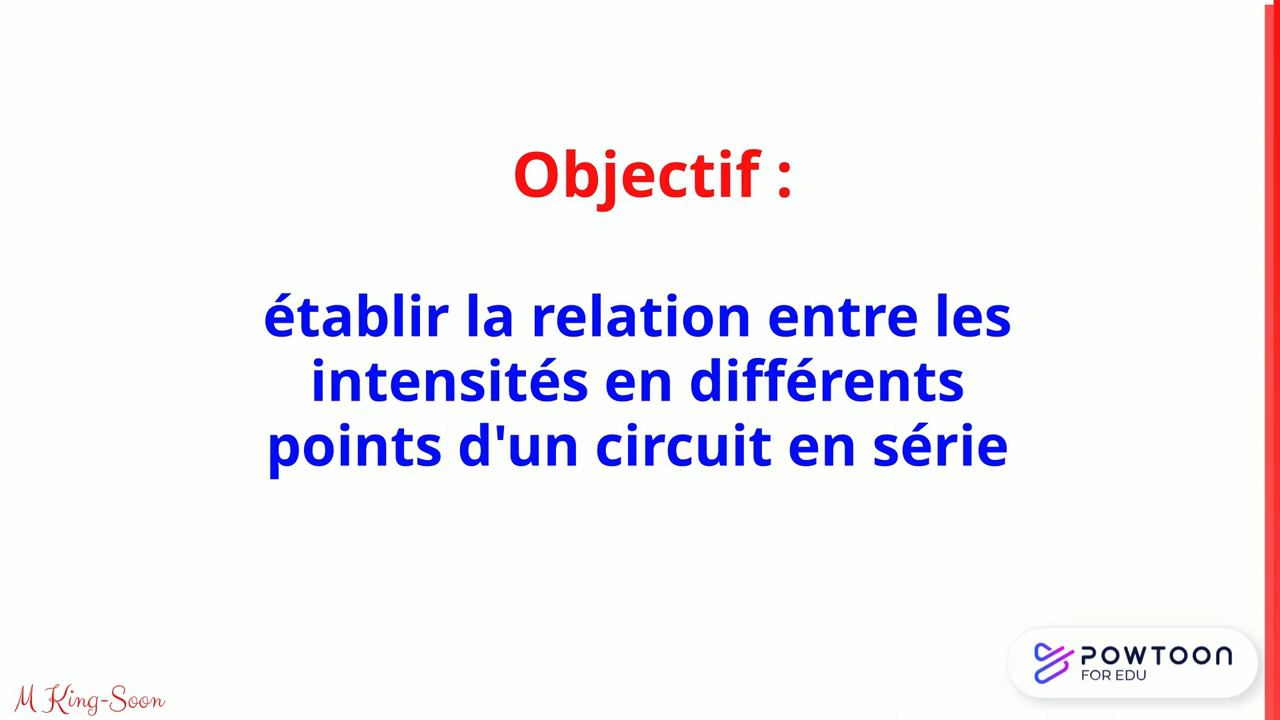 Objectif :
établir la relation entre les
intensités en différents
points d'un circuit en série
POWTOON
FOR EDU
M King-Soon